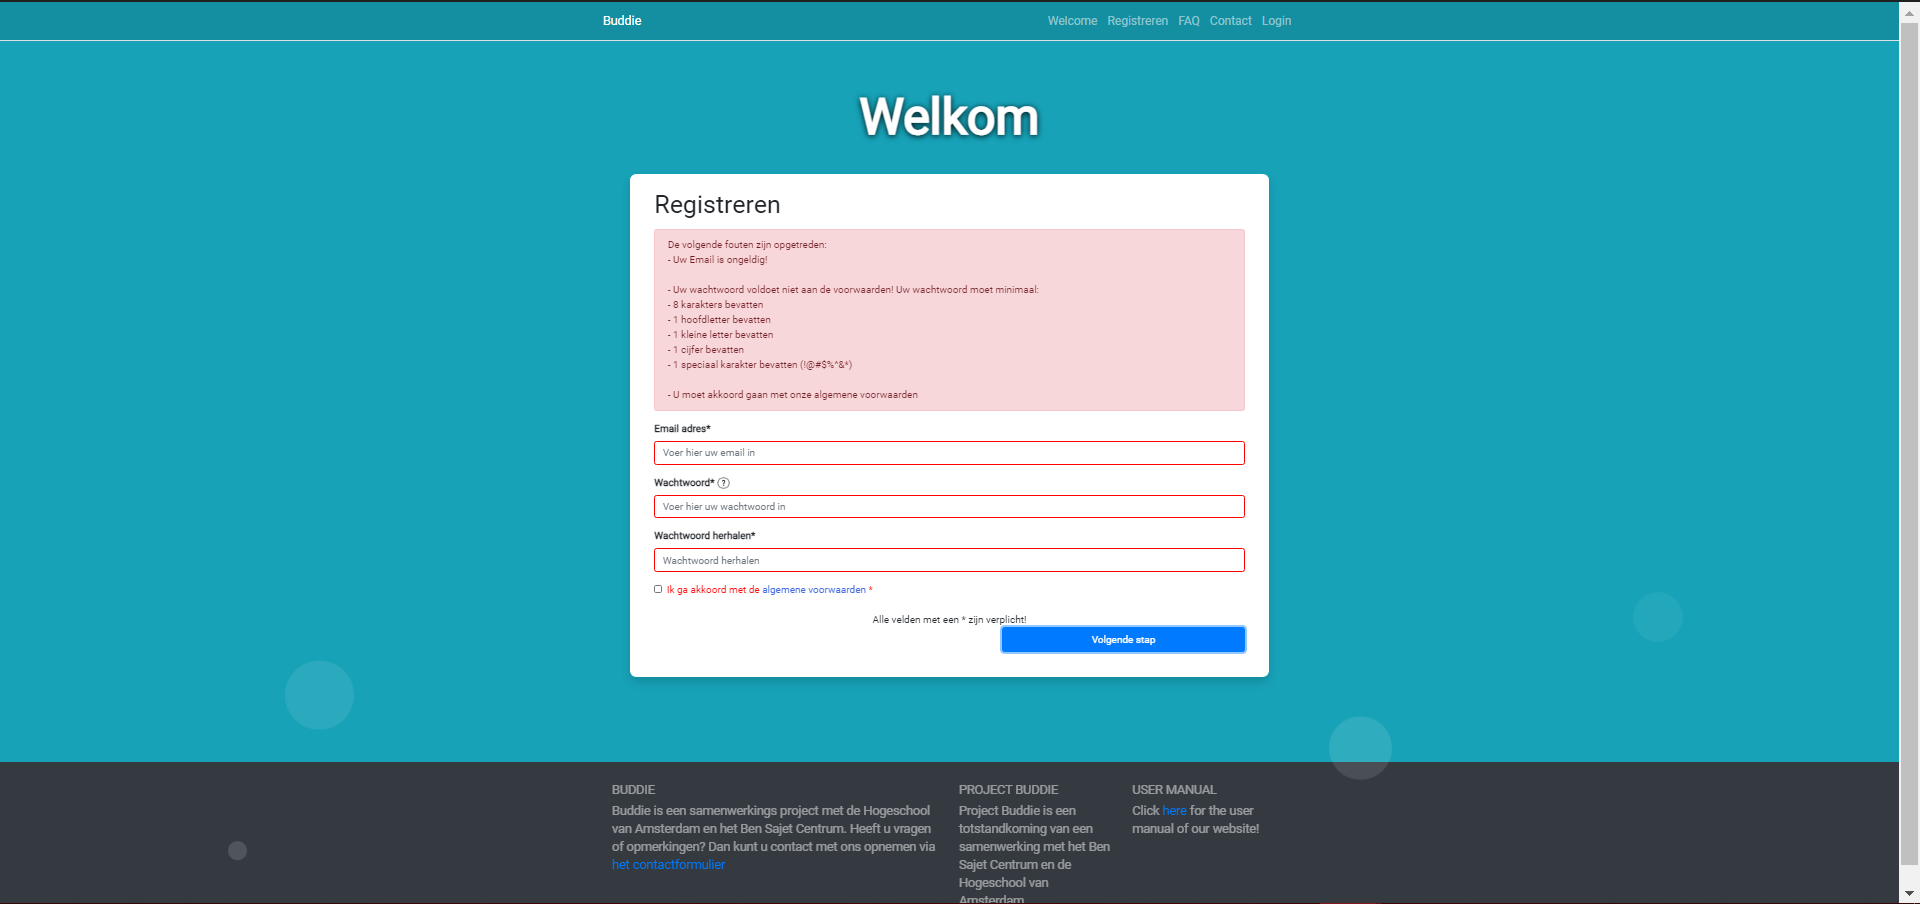 Buddie
Welcome Registreren FAQ Contact Login
Welkom
Registreren
De volgende fouten zijn opgetreden:
- Uw Email is ongeldig!
- Uw wachtwoord voldoet niet aan de voorwaarden! Uw wachtwoord moet minimaal:
- 8 karakters bevatten
- 1 hoofdletter bevatten
- 1 kleine letter bevatten
- 1 cijfer bevatten
- 1 speciaal karakter bevatten (!@#$%^&*)
- U moet akkoord gaan met onze algemene voorwaarden
Email adres*
Voer hier uw email in
Wachtwoord* ?
Voer hier uw wachtwoord in
Wachtwoord herhalen*
Wachtwoord herhalen
Ik ga akkoord met de algemene voorwaarden *
Alle velden met een * zijn verplicht!
Volgende stap
BUDDIE
Buddie is een samenwerkings project met de Hogeschool
van Amsterdam en het Ben Sajet Centrum. Heeft u vragen
of opmerkingen? Dan kunt u contact met ons opnemen via
het contactformulier
PROJECT BUDDIE
Project Buddie is een
totstandkoming van een
samenwerking met het Ben
Sajet Centrum en de
Hogeschool van
Amsterdam
USER MANUAL
Click here for the user
manual of our website!